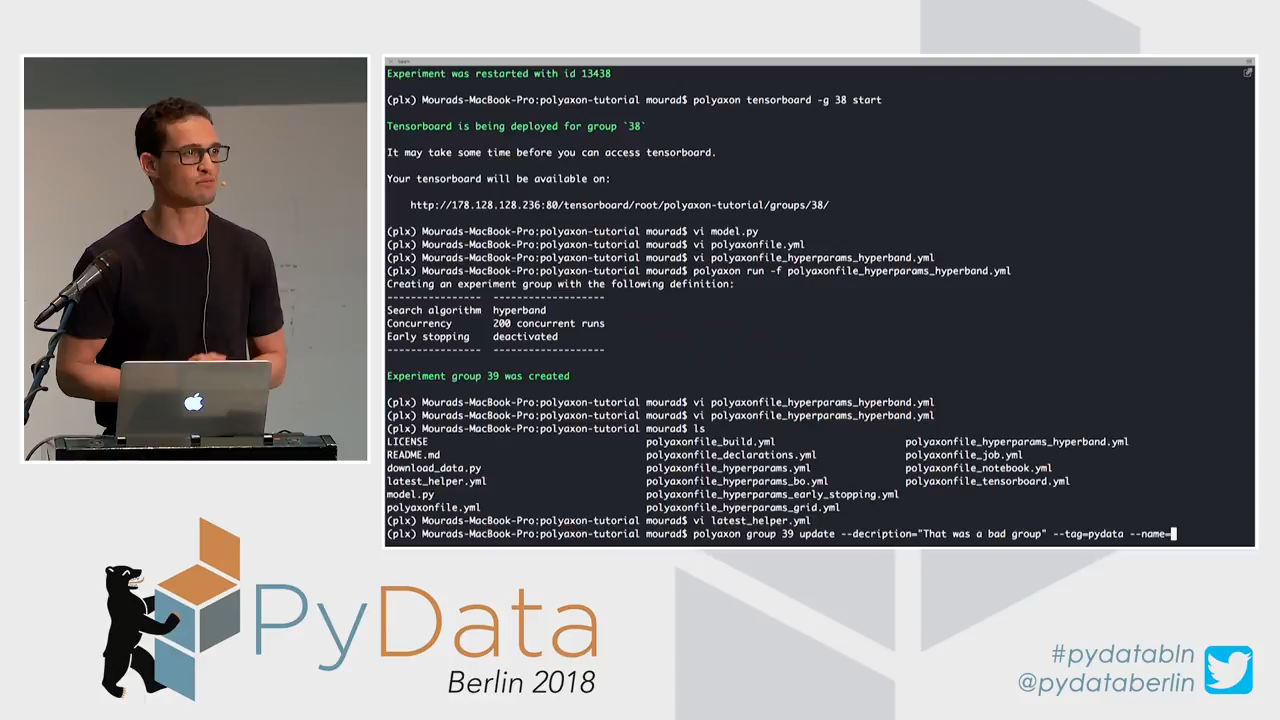 bash
Experiment was restarted with id 13438
(plx) Mourads-MacBook-Pro:polyaxon-tutorial mourad$ polyaxon tensorboard -g 38 start
Tensorboard is being deployed for group `38`
It may take some time before you can access tensorboard.
Your tensorboard will be available on:
http://178.128.128.236:80/tensorboard/root/polyaxon-tutorial/groups/38/
(plx) Mourads-MacBook-Pro:polyaxon-tutorial mourad$ vi model.py
(plx) Mourads-MacBook-Pro:polyaxon-tutorial mourad$ vi polyaxonfile.yml
(plx) Mourads-MacBook-Pro:polyaxon-tutorial mourad$ vi polyaxonfile_hyperparams_hyperband.yml
(plx) Mourads-MacBook-Pro:polyaxon-tutorial mourad$ polyaxon run -f polyaxonfile_hyperparams_hyperband.yml
Creating an experiment group with the following definition:
---------------- -------------------
Search algorithm hyperband
Concurrency 200 concurrent runs
Early stopping deactivated
---------------- -------------------
Experiment group 39 was created
(plx) Mourads-MacBook-Pro:polyaxon-tutorial mourad$ vi polyaxonfile_hyperparams_hyperband.yml
(plx) Mourads-MacBook-Pro:polyaxon-tutorial mourad$ vi polyaxonfile_hyperparams_hyperband.yml
(plx) Mourads-MacBook-Pro:polyaxon-tutorial mourad$ ls
LICENSE polyaxonfile_build.yml polyaxonfile_hyperparams_hyperband.yml
README.md polyaxonfile_declarations.yml polyaxonfile_job.yml
download_data.py polyaxonfile_hyperparams.yml polyaxonfile_notebook.yml
latest_helper.yml polyaxonfile_hyperparams_bo.yml polyaxonfile_tensorboard.yml
model.py polyaxonfile_hyperparams_early_stopping.yml
polyaxonfile.yml polyaxonfile_hyperparams_grid.yml
(plx) Mourads-MacBook-Pro:polyaxon-tutorial mourad$ vi latest_helper.yml
(plx) Mourads-MacBook-Pro:polyaxon-tutorial mourad$ polyaxon group 39 update --decription="That was a bad group" --tag=pydata --name=
PyData
Berlin 2018
#pydatabln
@pydataberlin